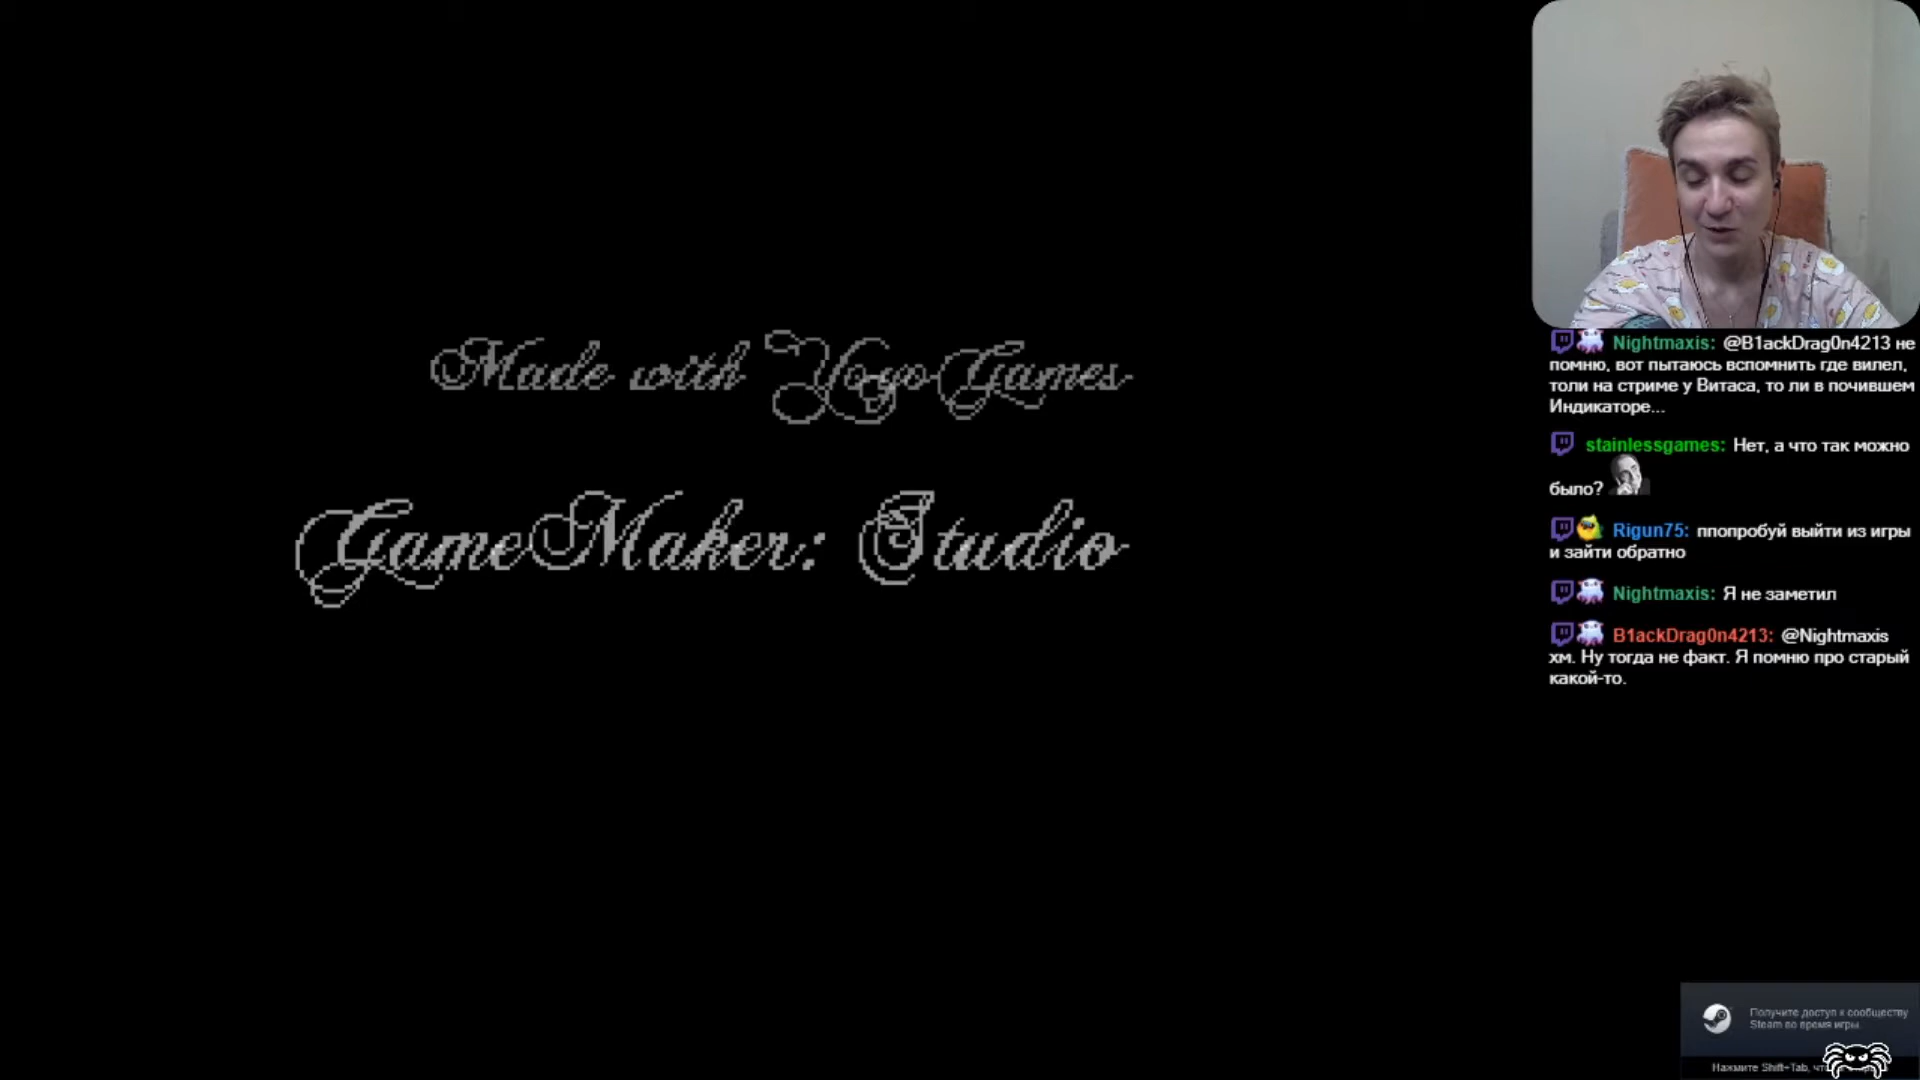 Made with YoyoGames
GameMaker: Studio
Nightmaxis: @B1ackDrag0n4213 не
помню, вот пытаюсь вспомнить где вилел,
толи на стриме у Витаса, то ли в почившем
Индикаторе...
stainlessgames: Нет, а что так можно
было?
Rigun75: ппопробуй выйти из игры
и зайти обратно
Nightmaxis: Я не заметил
B1ackDrag0n4213: @Nightmaxis
хм. Ну тогда не факт. Я помню про старый
какой-то.
Получите доступ к сообществу
Steam во время игры.
Нажмите Shift+Tab,